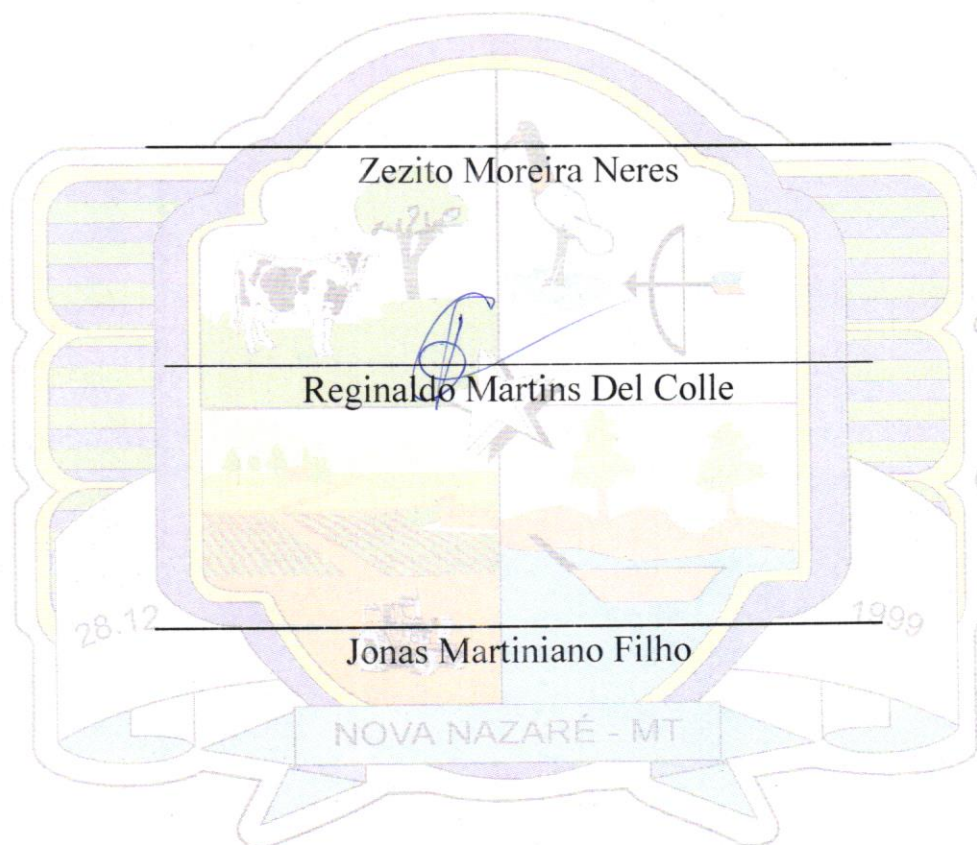 Zezito Moreira Neres
Reginaldo Martins Del Colle
28.12
1999
Jonas Martiniano Filho
NOVA NAZARÉ - MT